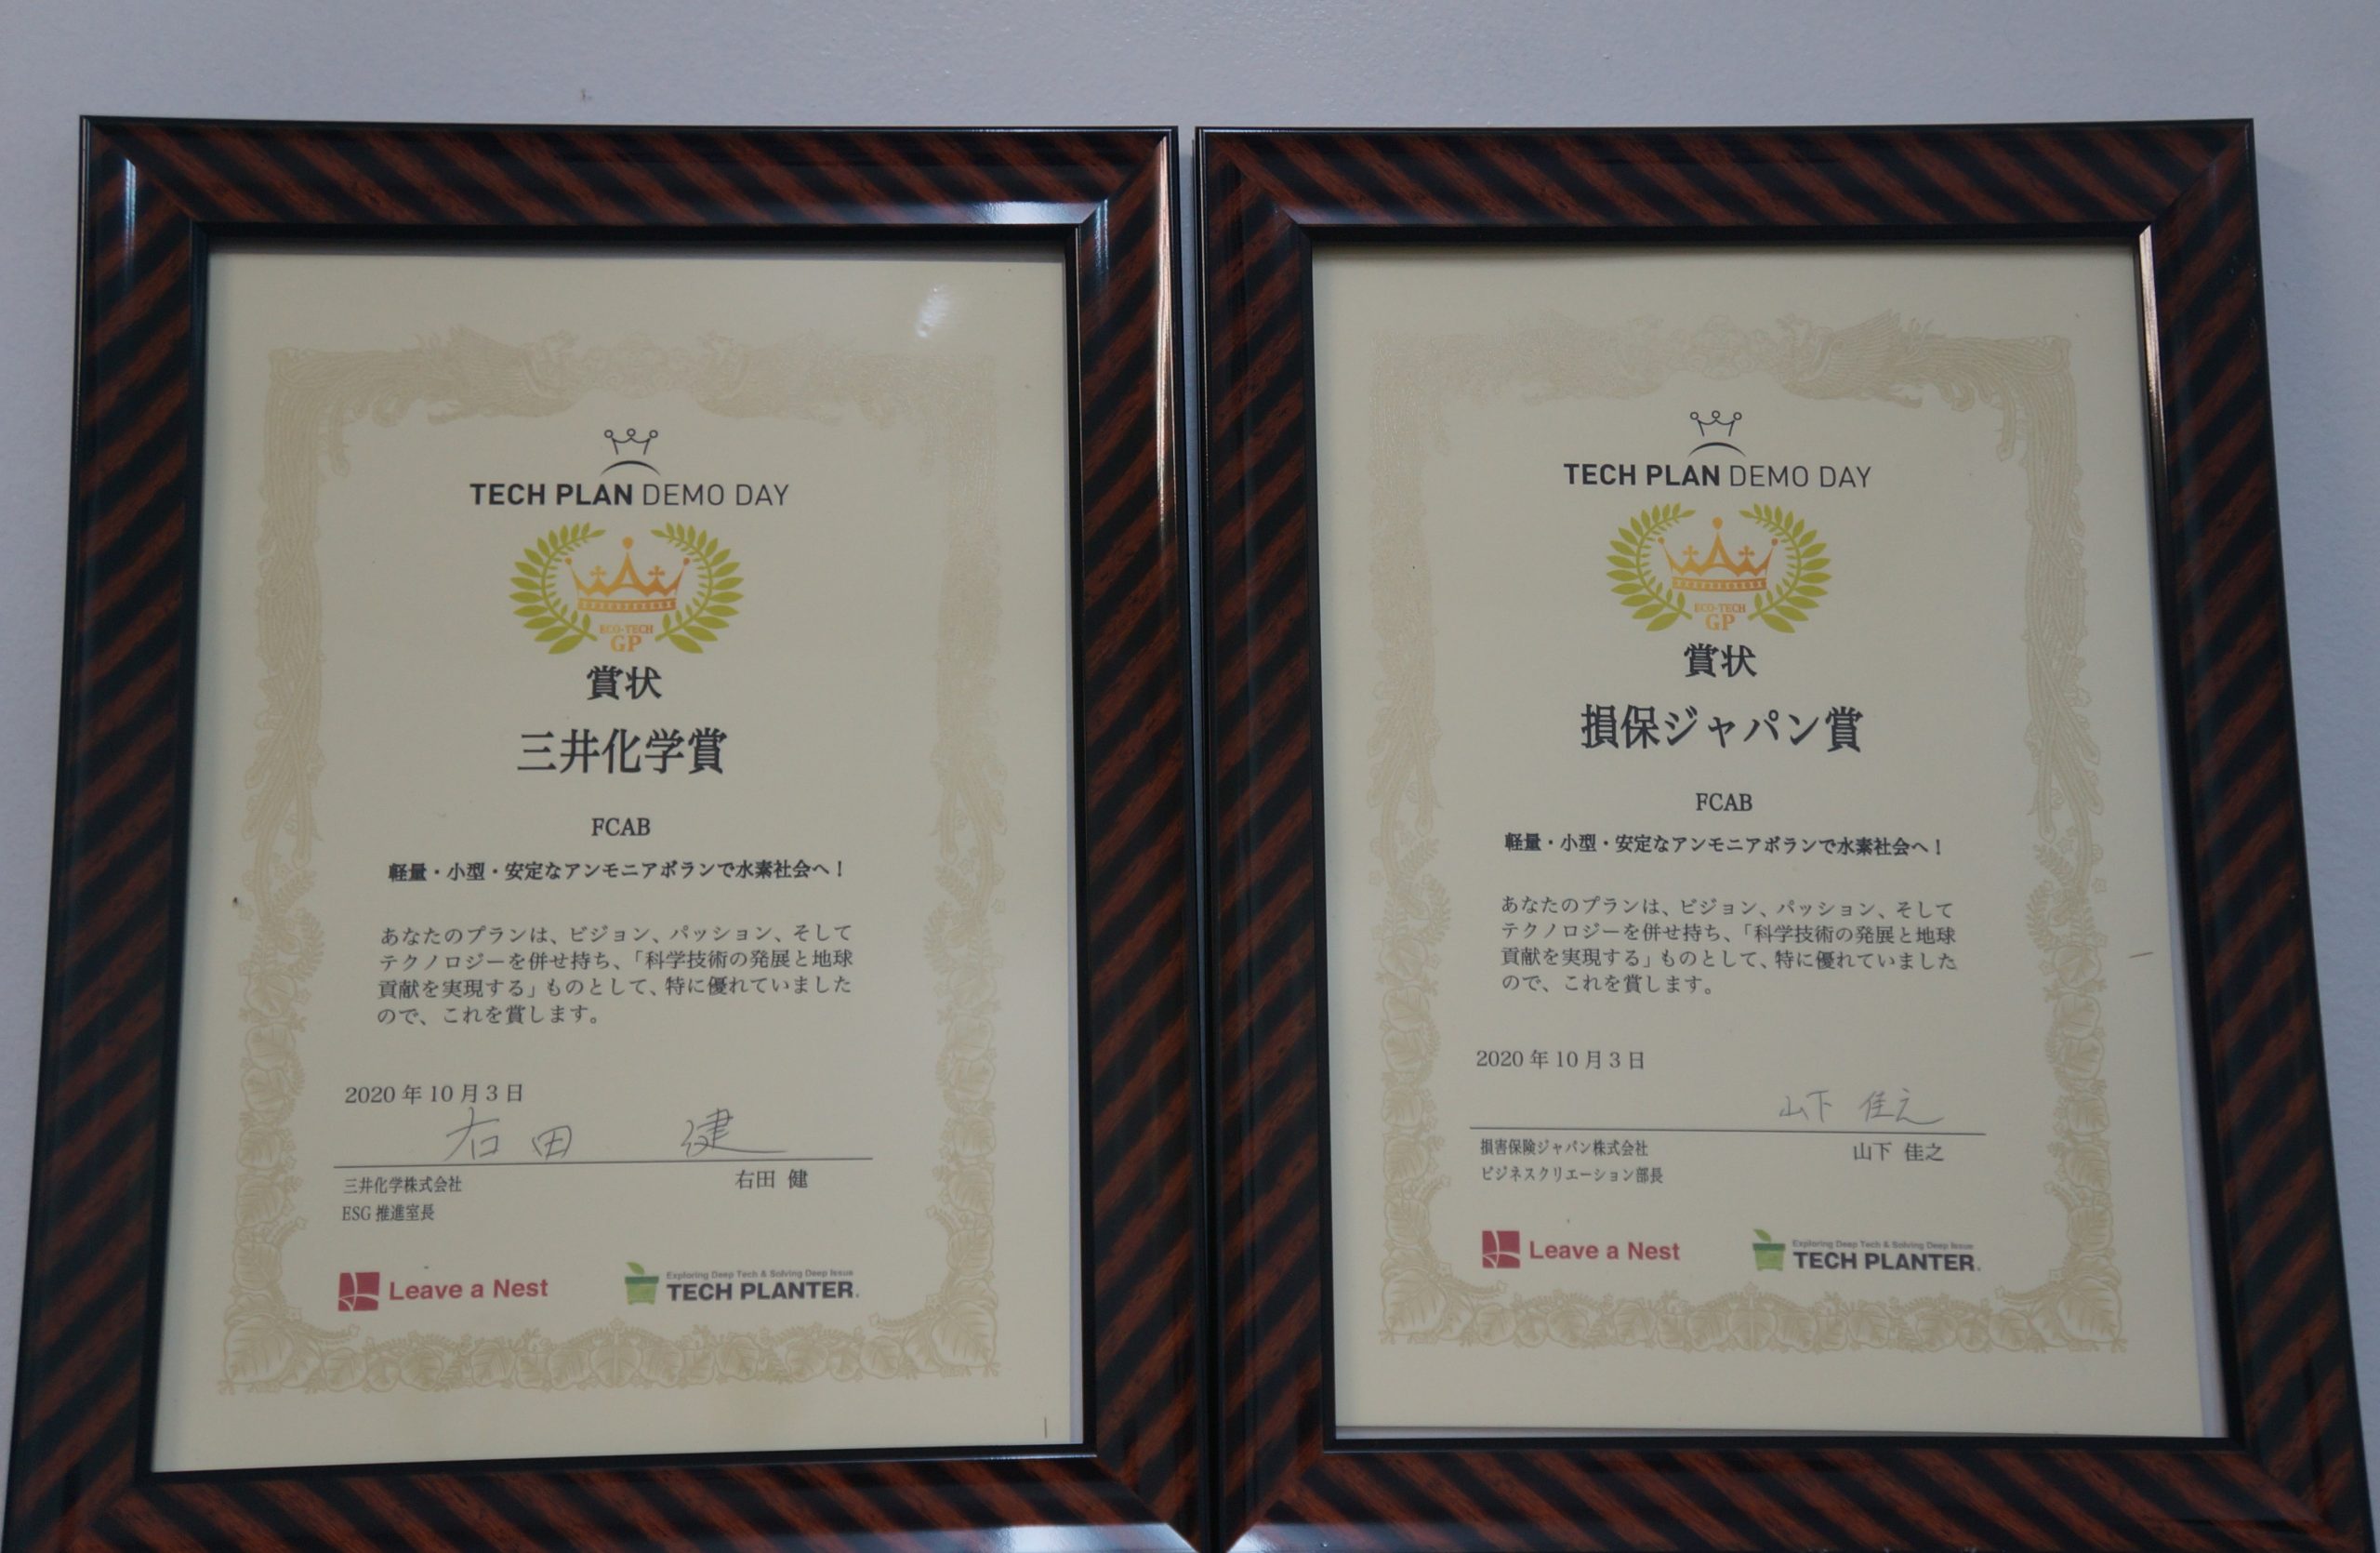 TECH PLAN DEMO DAY
ECO-TECH
GP
賞状
三井化学賞
FCAB
軽量・小型・安定なアンモニアボランで水素社会へ！
あなたのプランは、ビジョン、パッション、そして
テクノロジーを併せ持ち、「科学技術の発展と地球
貢献を実現する」ものとして、特に優れていました
ので、これを賞します。
2020 年 10 月 3 日
右田 健
三井化学株式会社
右田 健
ESG 推進室長
Leave a Nest
Exploring Deep Tech & Solving Deep Issue
TECH PLANTER.
TECH PLAN DEMO DAY
ECO-TECH
GP
賞状
損保ジャパン賞
FCAB
軽量・小型・安定なアンモニアボランで水素社会へ！
あなたのプランは、ビジョン、パッション、そして
テクノロジーを併せ持ち、「科学技術の発展と地球
貢献を実現する」ものとして、特に優れていました
ので、これを賞します。
2020 年 10 月 3 日
山下 佳之
損害保険ジャパン株式会社
山下 佳之
ビジネスクリエーション部長
Leave a Nest
Exploring Deep Tech & Solving Deep Issue
TECH PLANTER.